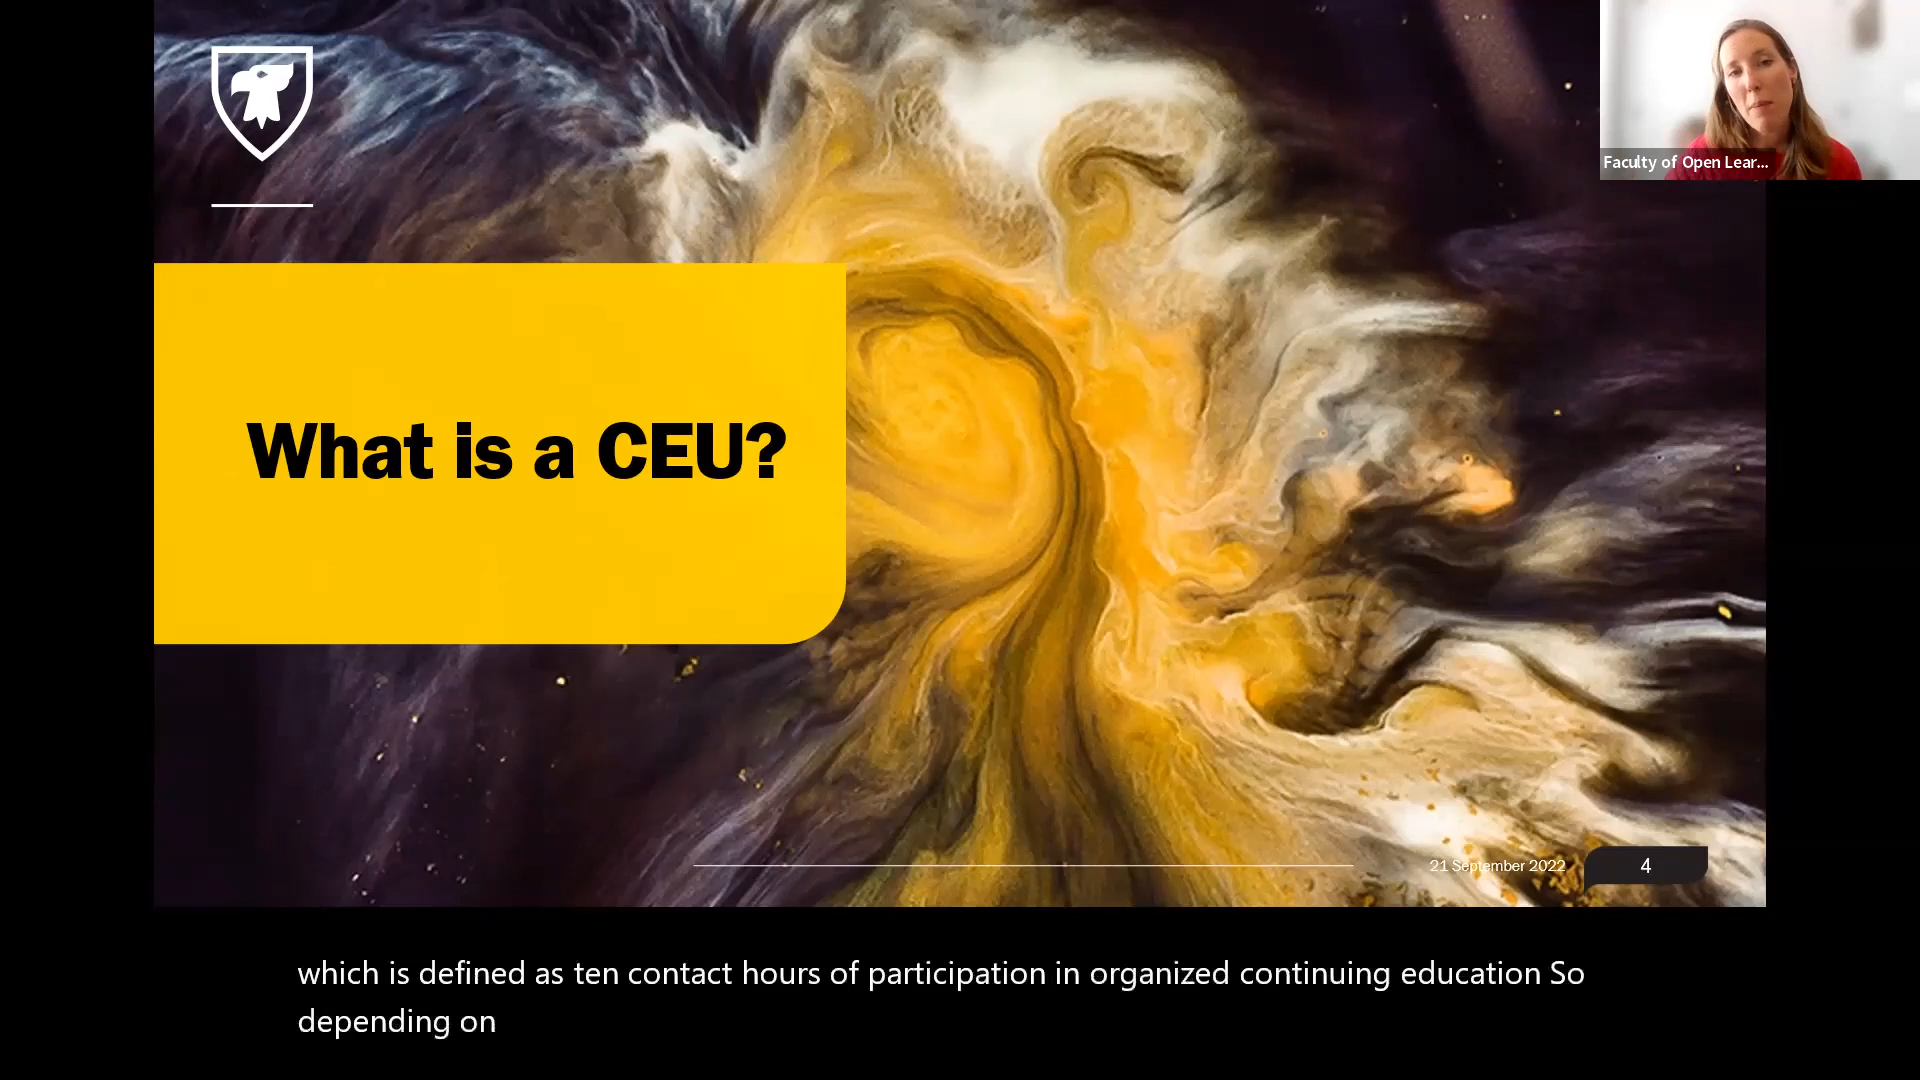 Faculty of Open Lear...
What is a CEU?
21 September 2022
4
which is defined as ten contact hours of participation in organized continuing education So
depending on